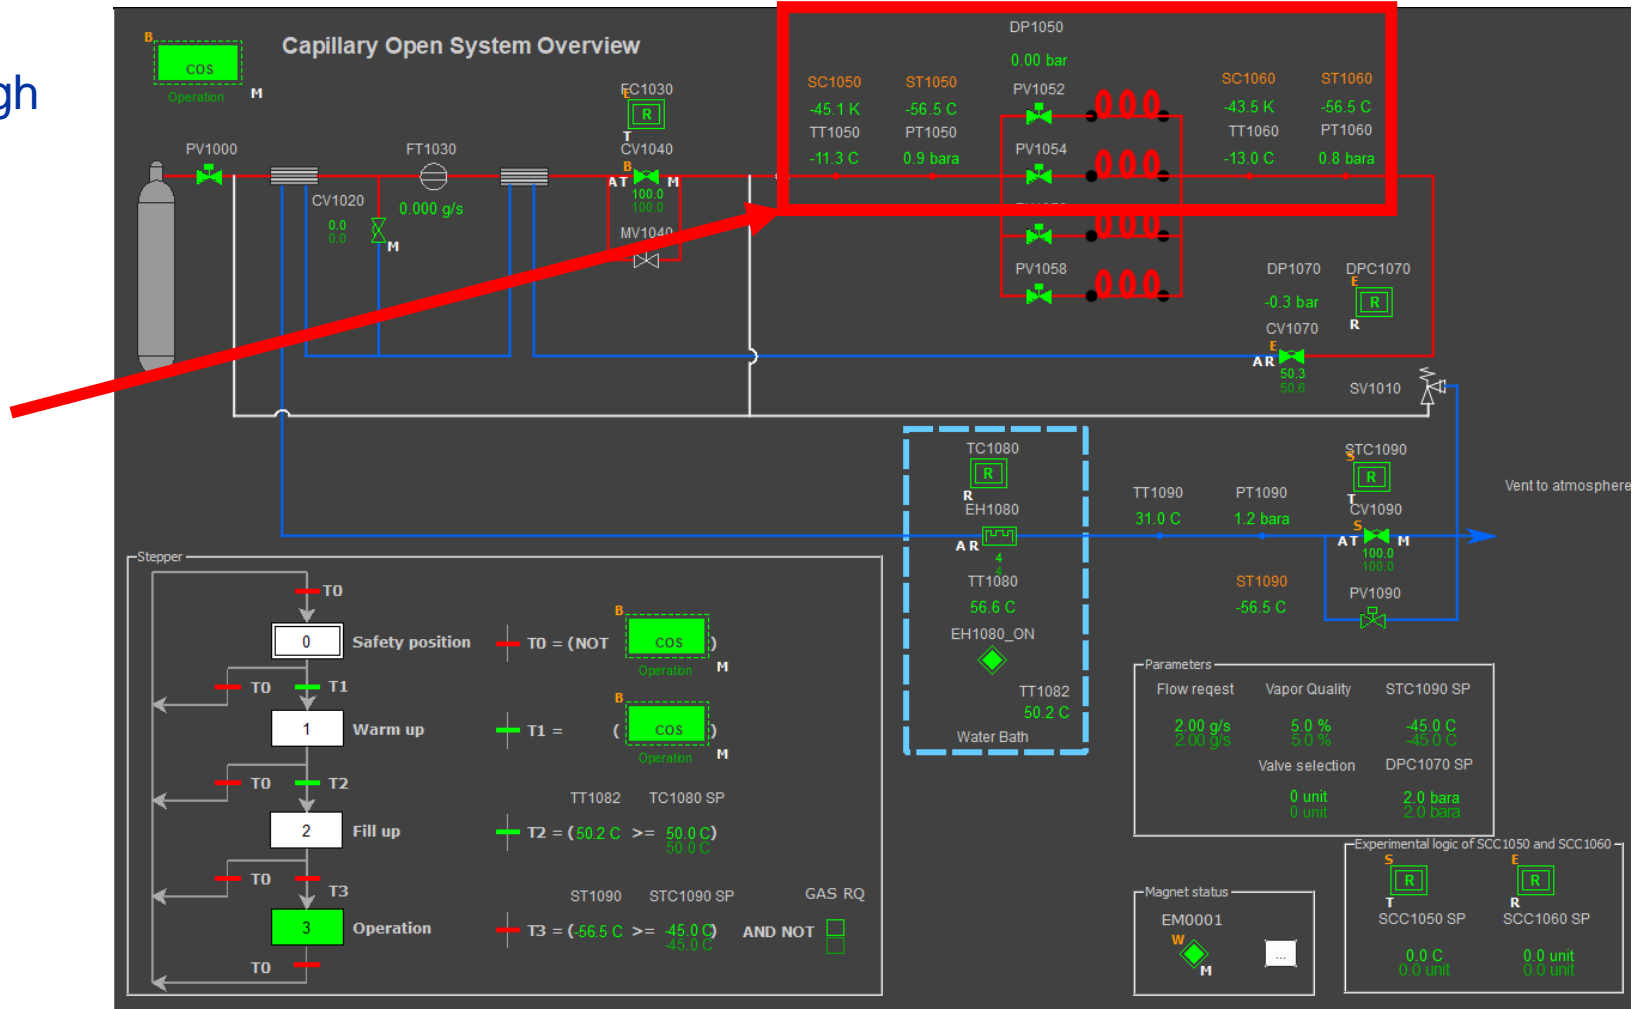 gh
Capillary Open System Overview
B
COS
Operation M
PV1000
CV1020
0.0
0.0
M
FT1030
0.000 g/s
FC1030
E
R
T
CV1040
B
AT M
100.0
100.0
MV1040
DP1050
0.00 bar
SC1050 ST1050
-45.1 K -56.5 C
TT1050 PT1050
-11.3 C 0.9 bara
PV1052
PV1054
PV1058
SC1060 ST1060
-43.5 K -56.5 C
TT1060 PT1060
-13.0 C 0.8 bara
DP1070 DPC1070
-0.3 bar
E
R
R
CV1070
E
AR
50.3
50.6
SV1010
TC1080
R
R
EH1080
AR
4
4
TT1080
56.6 C
EH1080_ON
TT1082
50.2 C
Water Bath
TT1090 PT1090
31.0 C 1.2 bara
ST1090
-56.5 C
STC1090
S
R
T
CV1090
S
AT M
100.0
100.0
PV1090
Vent to atmosphere
Stepper
T0
0 Safety position
T0 = (NOT
B
COS
)
Operation M
T0 T1
1 Warm up
T1 = (
B
COS
)
Operation M
T0 T2
TT1082 TC1080 SP
2 Fill up
T2 = (50.2 C >= 50.0 C)
50.0 C
T0 T3
ST1090 STC1090 SP GAS RQ
3 Operation
T3 = (-56.5 C >= -45.0 C) AND NOT
-45.0 C
T0
Parameters
Flow reqest Vapor Quality STC1090 SP
2.00 g/s 5.0 % -45.0 C
2.00 g/s 5.0 % -45.0 C
Valve selection DPC1070 SP
0 unit 2.0 bara
0 unit 2.0 bara
Magnet status
EM0001
W
M
...
Experimental logic of SCC1050 and SCC1060
S E
R R
T R
SCC1050 SP SCC1060 SP
0.0 C 0.0 unit
0.0 unit 0.0 unit